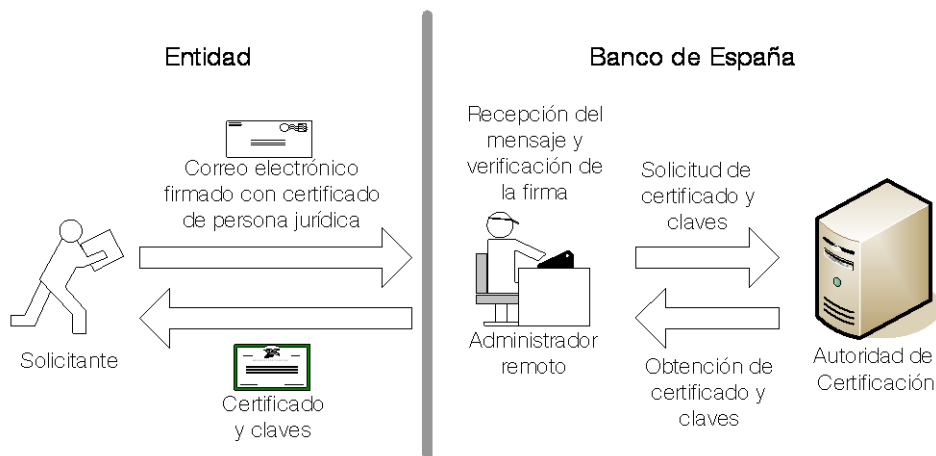 Entidad
Banco de España
Correo electrónico
firmado con certificado
de persona jurídica
Solicitante
Certificado
y claves
Recepción del
mensaje y
verificación de
la firma
Administrador
remoto
Solicitud de
certificado y
claves
Obtención de
certificado y
claves
Autoridad de
Certificación